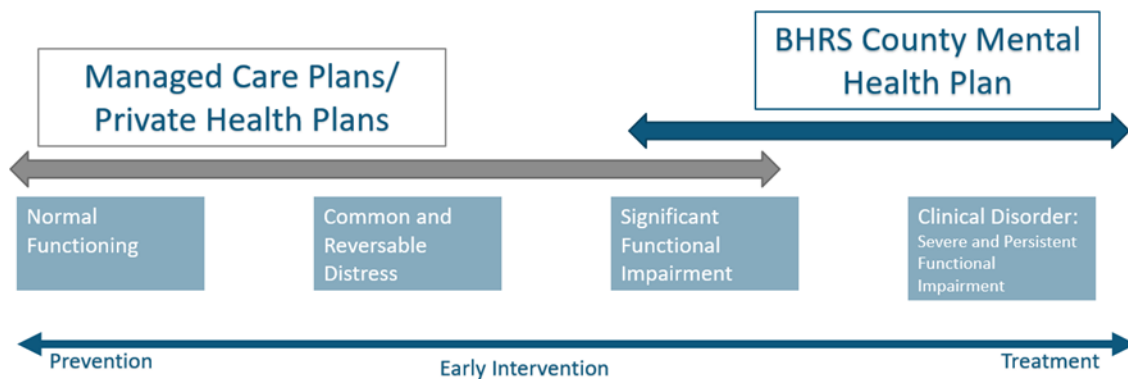 BHRS County Mental
Health Plan
Managed Care Plans/
Private Health Plans
Normal
Functioning
Common and
Reversable
Distress
Significant
Functional
Impairment
Clinical Disorder:
Severe and Persistent
Functional
Impairment
Prevention
Early Intervention
Treatment